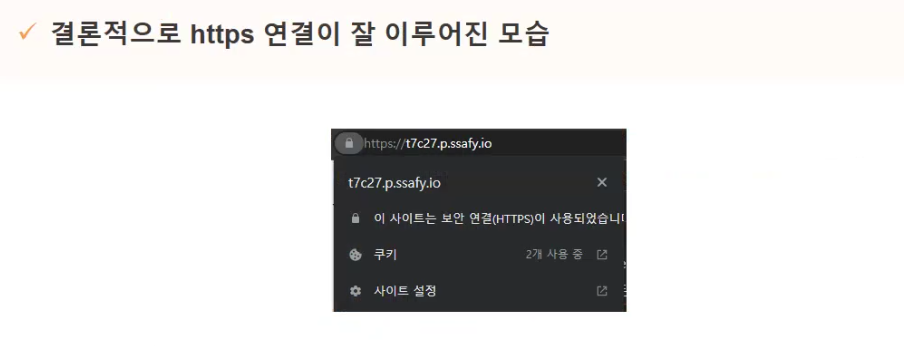 결론적으로 https 연결이 잘 이루어진 모습
https://t7c27.p.ssafy.io
t7c27.p.ssafy.io
이 사이트는 보안 연결(HTTPS)이 사용되었습니
쿠키 2개 사용 중
사이트 설정